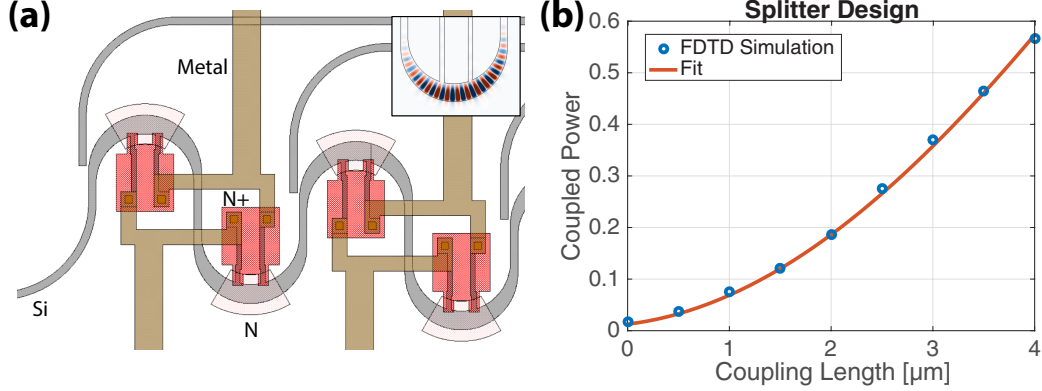 (a)
Metal
N+
Si
N
(b)
Splitter Design
FDTD Simulation
Fit
Coupled Power
0.6
0.5
0.4
0.3
0.2
0.1
0
0 1 2 3 4
Coupling Length [µm]